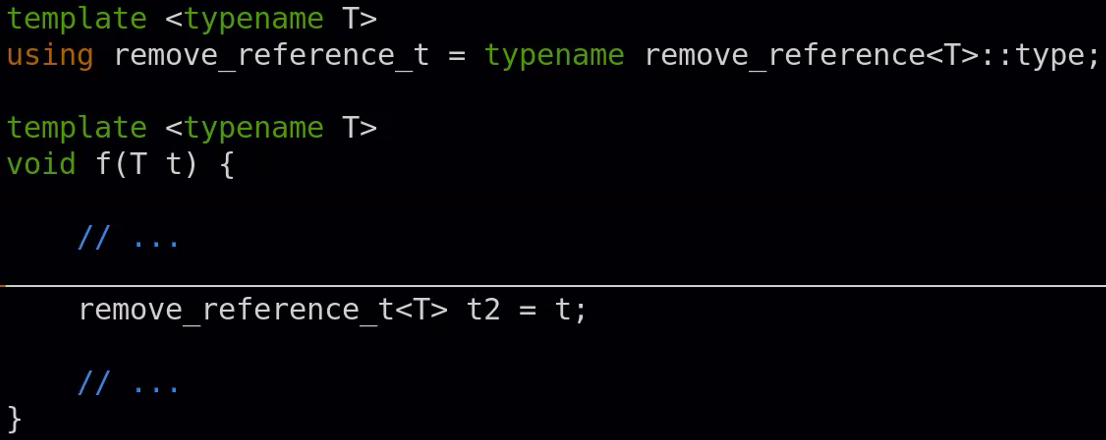 template <typename T>
using remove_reference_t = typename remove_reference<T>::type;
template <typename T>
void f(T t) {
// ...
remove_reference_t<T> t2 = t;
// ...
}